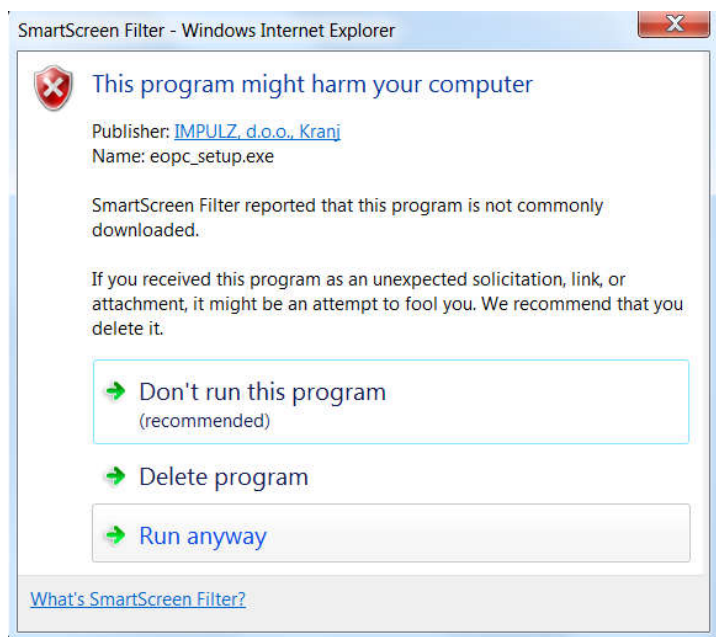 SmartScreen Filter - Windows Internet Explorer
This program might harm your computer
Publisher: IMPULZ, d.o.o., Kranj
Name: eopc_setup.exe
SmartScreen Filter reported that this program is not commonly
downloaded.
If you received this program as an unexpected solicitation, link, or
attachment, it might be an attempt to fool you. We recommend that you
delete it.
Don't run this program
(recommended)
Delete program
Run anyway
What's SmartScreen Filter?